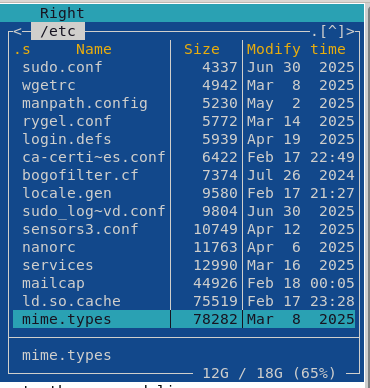 Right
<─ /etc .[^]>
.s Name Size Modify time
sudo.conf 4337 Jun 30 2025
wgetrc 4942 Mar 8 2025
manpath.config 5230 May 2 2025
rygel.conf 5772 Mar 14 2025
login.defs 5939 Apr 19 2025
ca-certi~es.conf 6422 Feb 17 22:49
bogofilter.cf 7374 Jul 26 2024
locale.gen 9580 Feb 17 21:27
sudo_log~vd.conf 9804 Jun 30 2025
sensors3.conf 10749 Apr 12 2025
nanorc 11763 Apr 6 2025
services 12990 Mar 16 2025
mailcap 44926 Feb 18 00:05
ld.so.cache 75519 Feb 17 23:28
mime.types 78282 Mar 8 2025
mime.types
12G / 18G (65%)